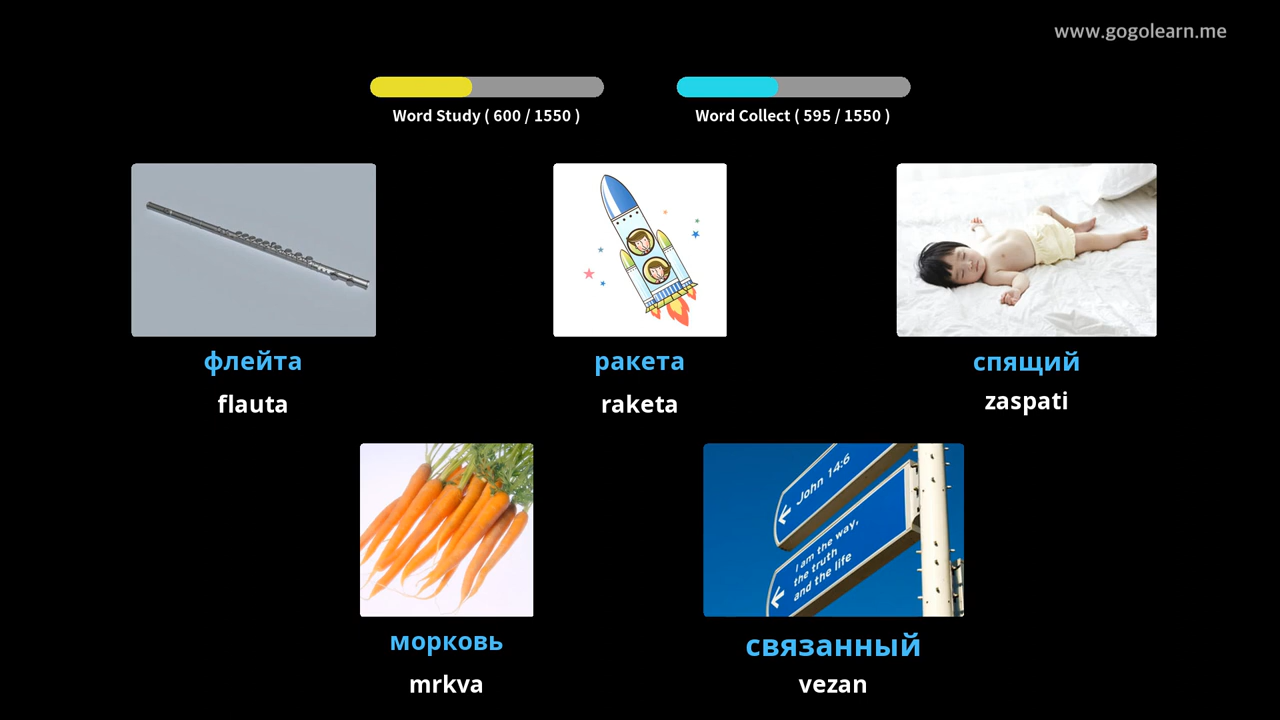 www.gogolearn.me
Word Study ( 600 / 1550 )
Word Collect ( 595 / 1550 )
флейта
ракета
спящий
flauta
raketa
zaspati
John 14:6
I am the way,
the truth
and the life
морковь
связанный
mrkva
vezan